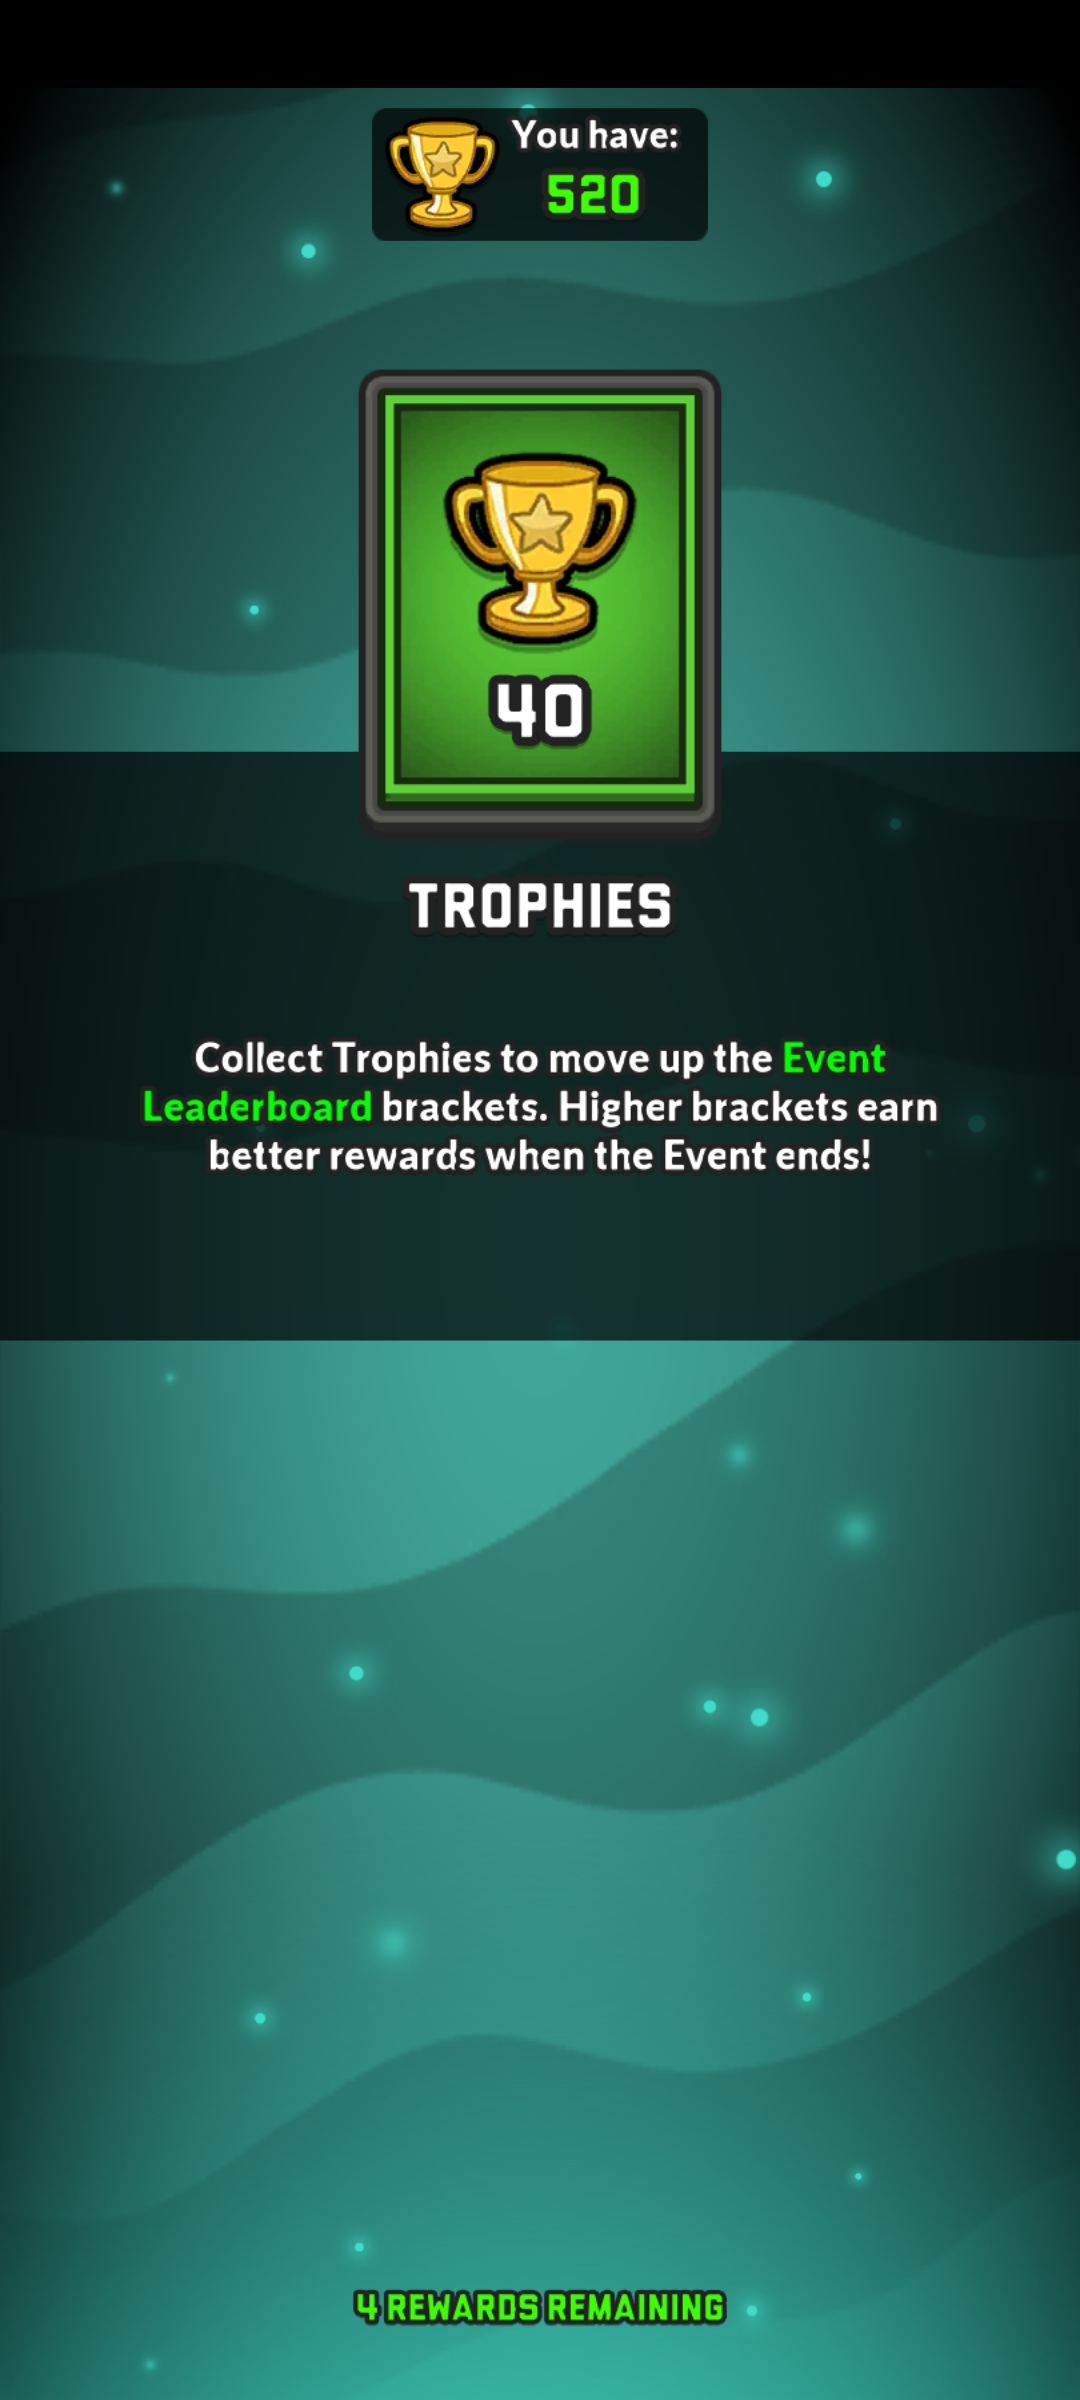 You have:
520
40
TROPHIES
Collect Trophies to move up the Event
Leaderboard brackets. Higher brackets earn
better rewards when the Event ends!
4 REWARDS REMAINING